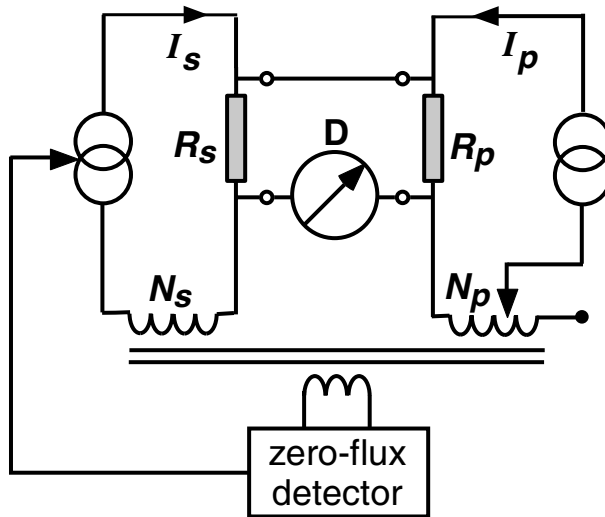 I_s
I_p
D
R_s
R_p
N_s
N_p
zero-flux
detector